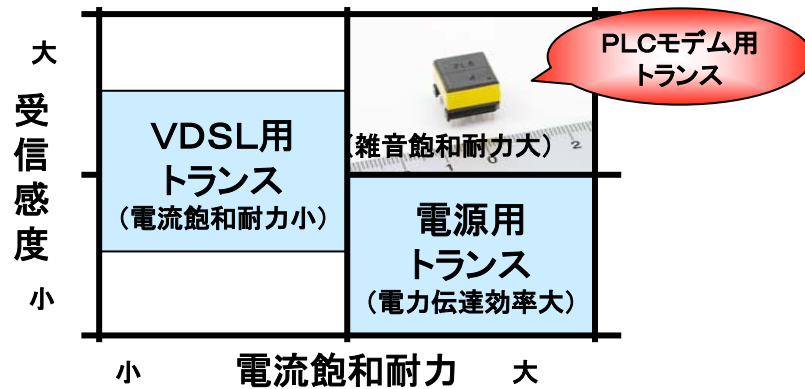 大
受信感度
小
VDSL用
トランス
（電流飽和耐力小）
PLCモデム用
トランス
（雑音飽和耐力大）
電源用
トランス
（電力伝達効率大）
小
電流飽和耐力
大